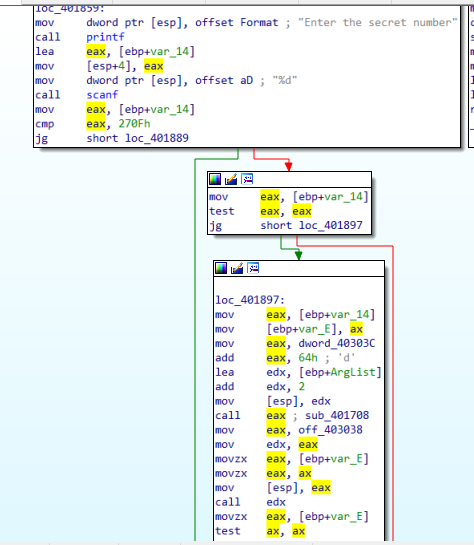 loc_401859:
mov dword ptr [esp], offset Format ; "Enter the secret number"
call printf
lea eax, [ebp+var_14]
mov [esp+4], eax
mov dword ptr [esp], offset aD ; "%d"
call scanf
mov eax, [ebp+var_14]
cmp eax, 270Fh
jg short loc_401889
mov eax, [ebp+var_14]
test eax, eax
jg short loc_401897
loc_401897:
mov eax, [ebp+var_14]
mov [ebp+var_E], ax
mov eax, dword_40303C
add eax, 64h ; 'd'
lea edx, [ebp+ArgList]
add edx, 2
mov [esp], edx
call eax ; sub_401708
mov eax, off_403038
mov edx, eax
movzx eax, [ebp+var_E]
movzx eax, ax
mov [esp], eax
call edx
movzx eax, [ebp+var_E]
test ax, ax